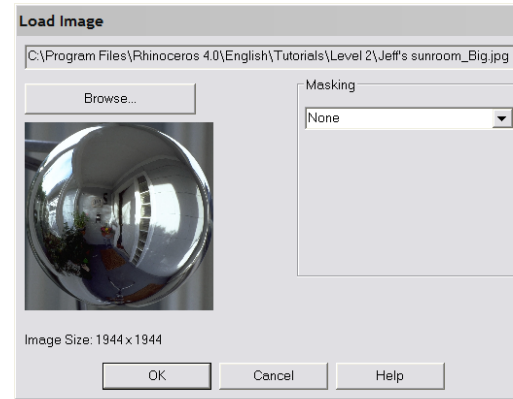 Load Image
C:\Program Files\Rhinoceros 4.0\English\Tutorials\Level 2\Jeff's sunroom_Big.jpg
Browse...
Masking
None
Image Size: 1944 x 1944
OK
Cancel
Help